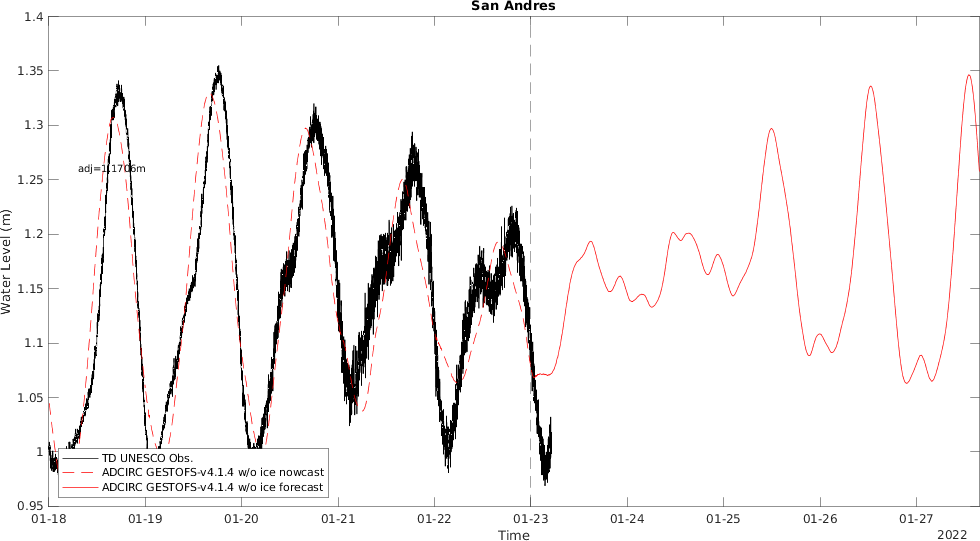 San Andres
1.4
1.35
1.3
adj=1.1706m
1.25
1.2
1.15
1.1
1.05
1
0.95
Water Level (m)
TD UNESCO Obs.
ADCIRC GESTOFS-v4.1.4 w/o ice nowcast
ADCIRC GESTOFS-v4.1.4 w/o ice forecast
01-18 01-19 01-20 01-21 01-22 01-23 01-24 01-25 01-26 01-27
Time
2022